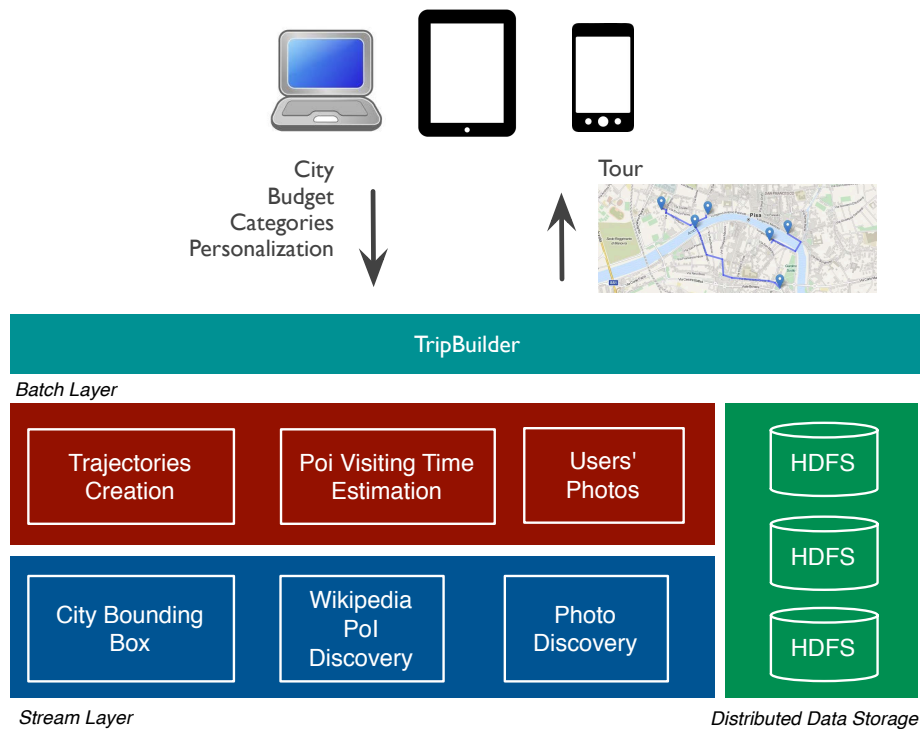 City
Budget
Categories
Personalization
Tour
Pisa
TripBuilder
Batch Layer
Trajectories
Creation
Poi Visiting Time
Estimation
Users'
Photos
HDFS
HDFS
HDFS
City Bounding
Box
Wikipedia
PoI
Discovery
Photo
Discovery
Stream Layer
Distributed Data Storage